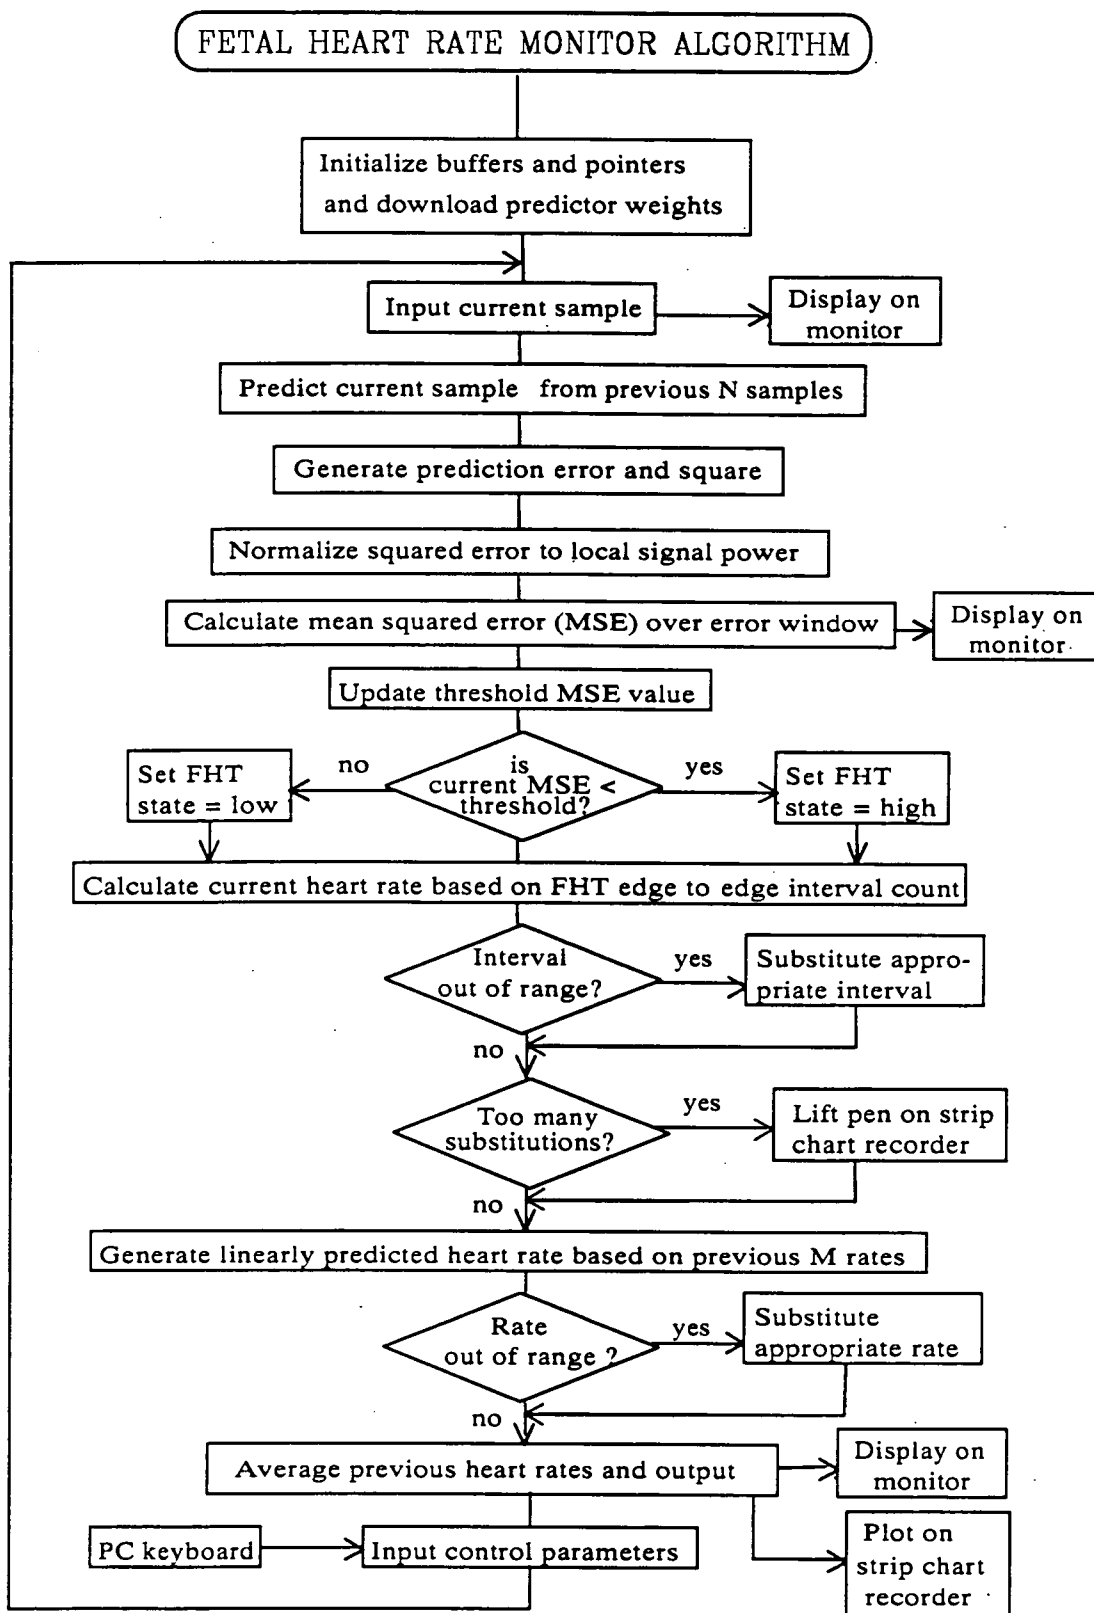 FETAL HEART RATE MONITOR ALGORITHM
Initialize buffers and pointers
and download predictor weights
Input current sample
Display on
monitor
Predict current sample from previous N samples
Generate prediction error and square
Normalize squared error to local signal power
Calculate mean squared error (MSE) over error window
Display on
monitor
Update threshold MSE value
is
current MSE <
threshold?
no
yes
Set FHT
state = low
Set FHT
state = high
Calculate current heart rate based on FHT edge to edge interval count
Interval
out of range?
yes
Substitute appro-
priate interval
no
Too many
substitutions?
yes
Lift pen on strip
chart recorder
no
Generate linearly predicted heart rate based on previous M rates
Rate
out of range ?
yes
Substitute
appropriate rate
no
Average previous heart rates and output
Display on
monitor
PC keyboard
Input control parameters
Plot on
strip chart
recorder